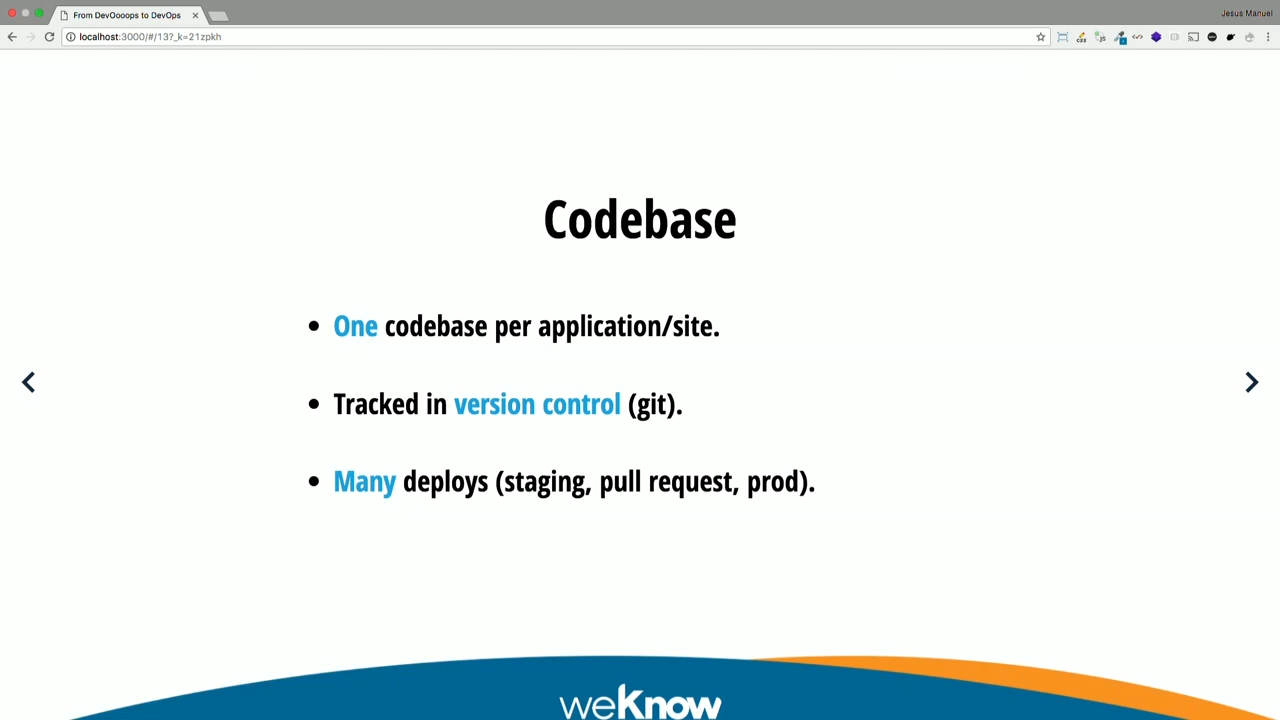 From DevOooops to DevOps
Jesus Manuel
localhost:3000/#/13?_k=21zpkh
Codebase
One codebase per application/site.
Tracked in version control (git).
Many deploys (staging, pull request, prod).
weKnow